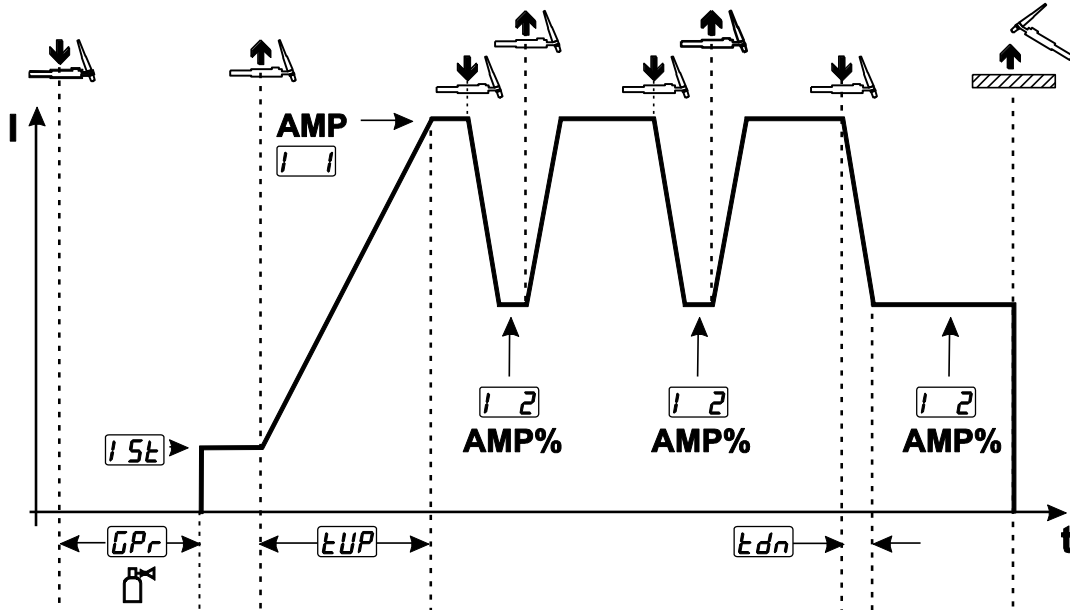 I
AMP
I 1
I 2
I 2
I 2
AMP%
AMP%
AMP%
I St
GPr
tUP
tdn
t